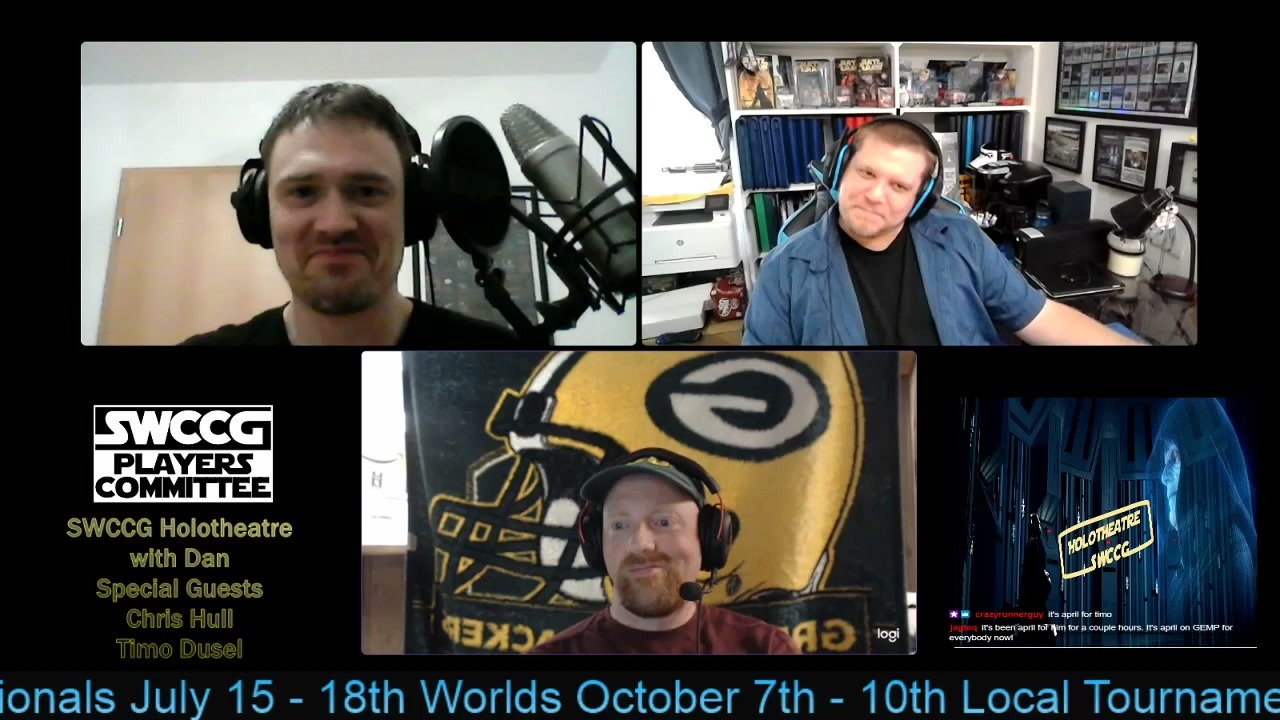 SWCCG
PLAYERS
COMMITTEE
SWCCG Holotheatre
with Dan
Special Guests
Chris Hull
Timo Dusel
logi
HOLOTHEATRE
SWCCG
crazyrunnerguy it's april for timo
Jagteq it's been april for him for a couple hours. it's april on GEMP for
everybody now!
ionals July 15 - 18th Worlds October 7th - 10th Local Tourname